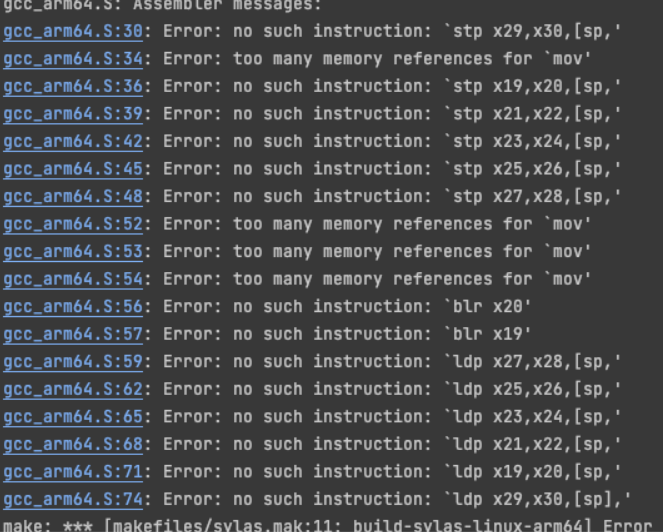 gcc_arm64.S: Assembler messages:
gcc_arm64.S:30: Error: no such instruction: `stp x29,x30,[sp,'
gcc_arm64.S:34: Error: too many memory references for `mov'
gcc_arm64.S:36: Error: no such instruction: `stp x19,x20,[sp,'
gcc_arm64.S:39: Error: no such instruction: `stp x21,x22,[sp,'
gcc_arm64.S:42: Error: no such instruction: `stp x23,x24,[sp,'
gcc_arm64.S:45: Error: no such instruction: `stp x25,x26,[sp,'
gcc_arm64.S:48: Error: no such instruction: `stp x27,x28,[sp,'
gcc_arm64.S:52: Error: too many memory references for `mov'
gcc_arm64.S:53: Error: too many memory references for `mov'
gcc_arm64.S:54: Error: too many memory references for `mov'
gcc_arm64.S:56: Error: no such instruction: `blr x20'
gcc_arm64.S:57: Error: no such instruction: `blr x19'
gcc_arm64.S:59: Error: no such instruction: `ldp x27,x28,[sp,'
gcc_arm64.S:62: Error: no such instruction: `ldp x25,x26,[sp,'
gcc_arm64.S:65: Error: no such instruction: `ldp x23,x24,[sp,'
gcc_arm64.S:68: Error: no such instruction: `ldp x21,x22,[sp,'
gcc_arm64.S:71: Error: no such instruction: `ldp x19,x20,[sp,'
gcc_arm64.S:74: Error: no such instruction: `ldp x29,x30,[sp],'
make: *** [makefiles/sylas.mak:11: build-sylas-linux-arm64] Error